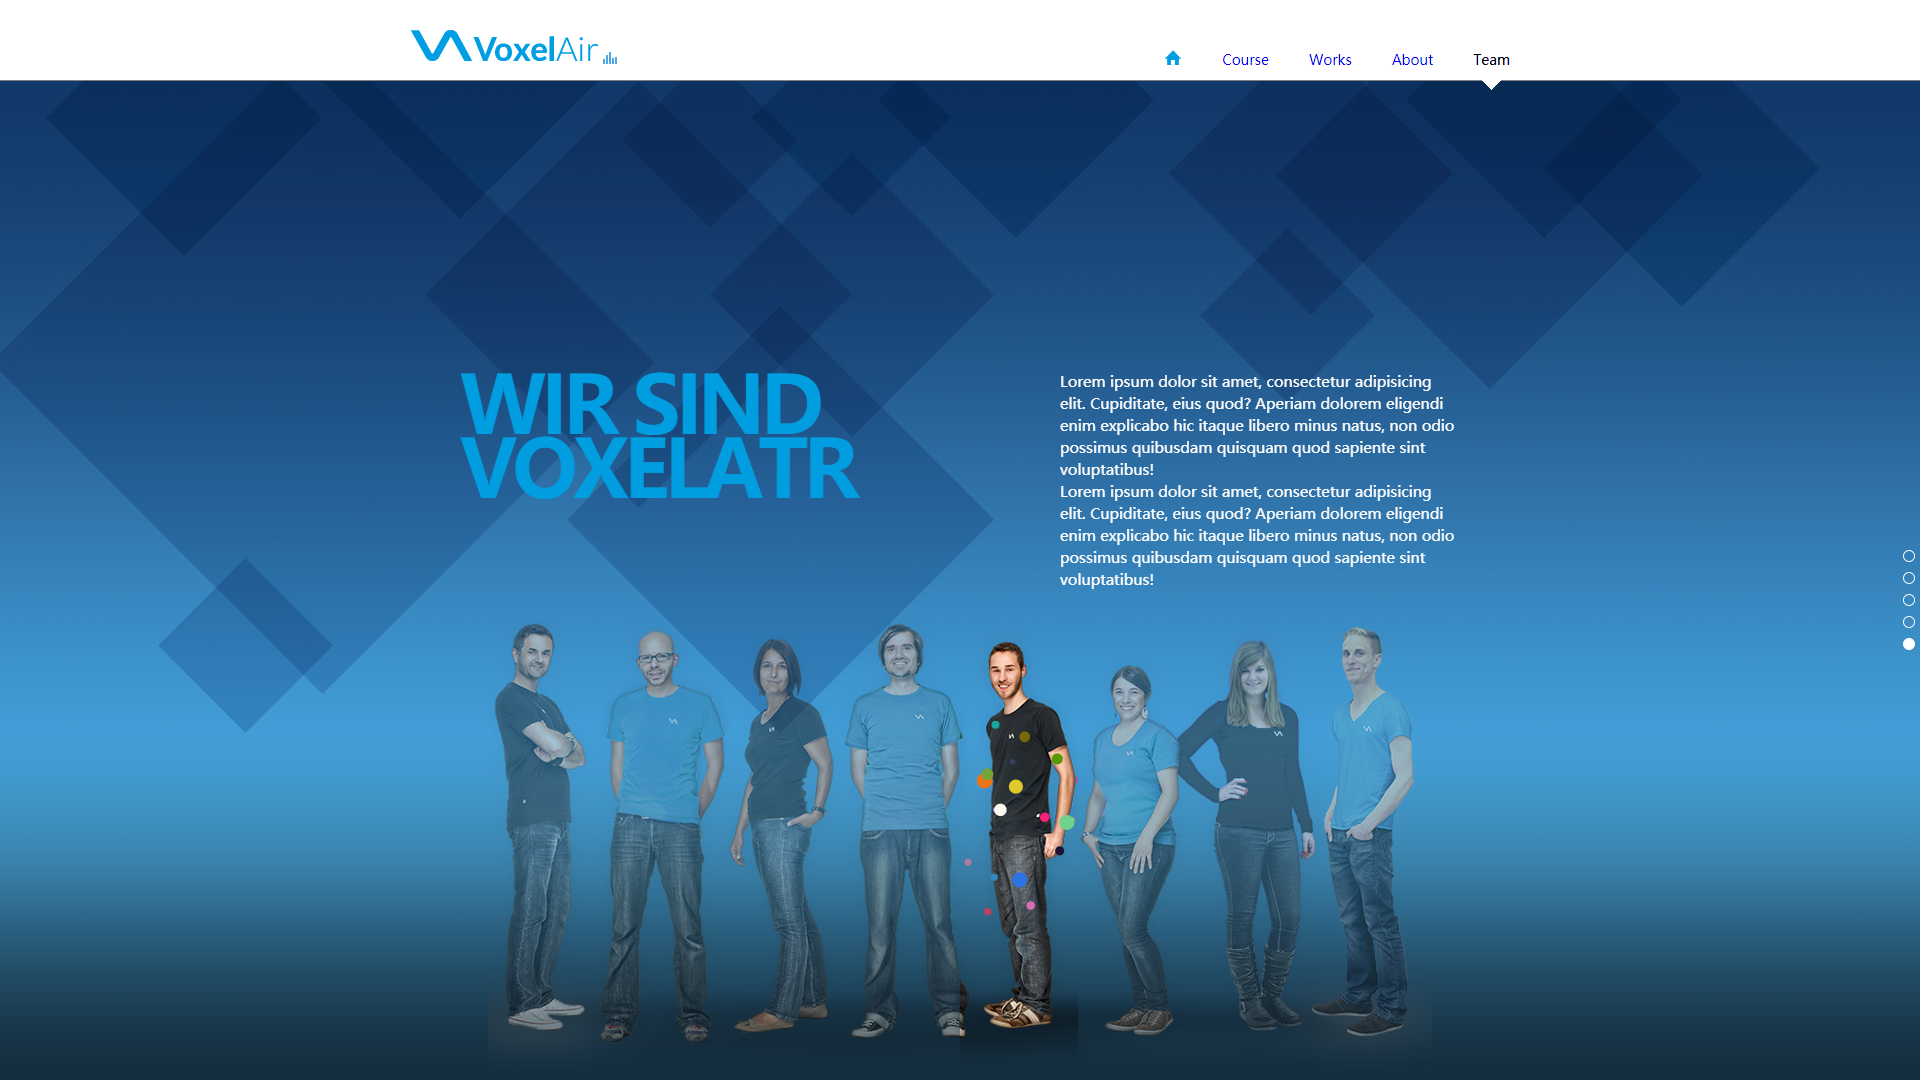 VoxelAir
Course
Works
About
Team
WIR SIND
VOXELATR
Lorem ipsum dolor sit amet, consectetur adipisicing
elit. Cupiditate, eius quod? Aperiam dolorem eligendi
enim explicabo hic itaque libero minus natus, non odio
possimus quibusdam quisquam quod sapiente sint
voluptatibus!
Lorem ipsum dolor sit amet, consectetur adipisicing
elit. Cupiditate, eius quod? Aperiam dolorem eligendi
enim explicabo hic itaque libero minus natus, non odio
possimus quibusdam quisquam quod sapiente sint
voluptatibus!